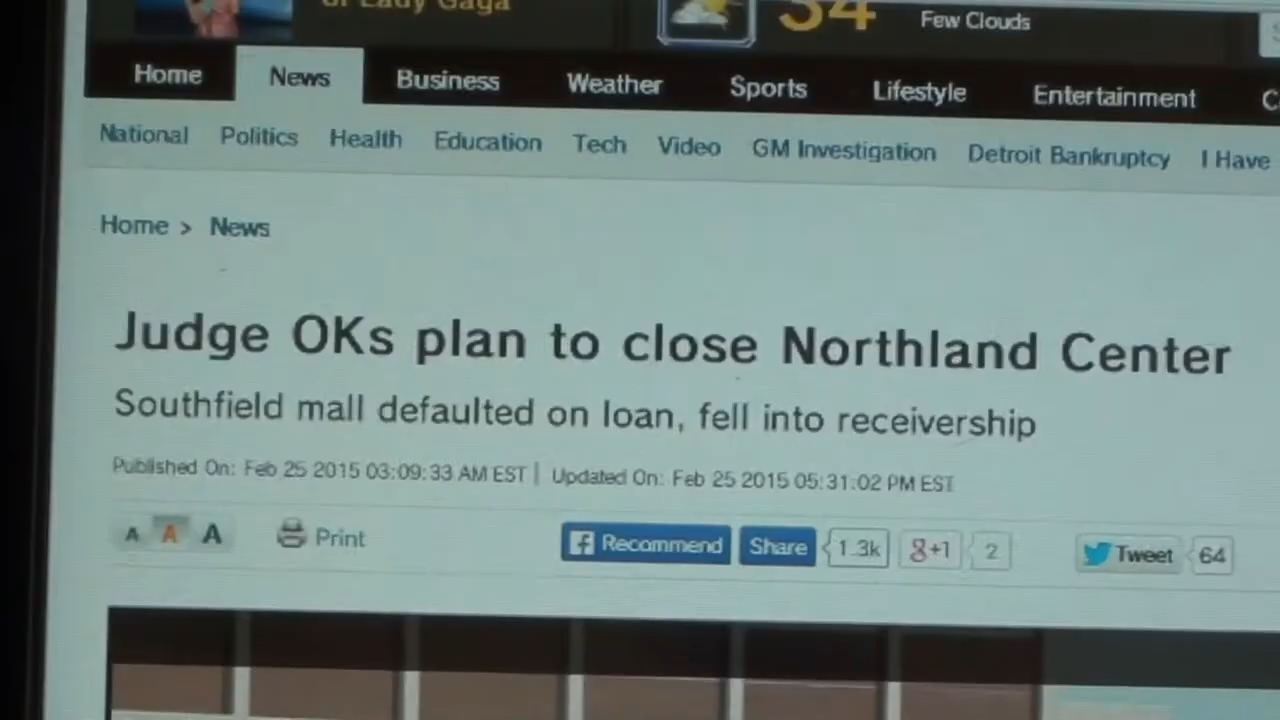 of Lady Gaga
34
Few Clouds
Home News Business Weather Sports Lifestyle Entertainment
National Politics Health Education Tech Video GM Investigation Detroit Bankruptcy I Have
Home > News
Judge OKs plan to close Northland Center
Southfield mall defaulted on loan, fell into receivership
Published On: Feb 25 2015 03:09:33 AM EST | Updated On: Feb 25 2015 05:31:02 PM EST
A A A Print Recommend Share 1.3k g+1 2 Tweet 64